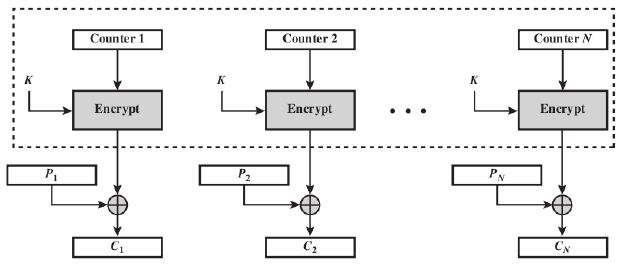 Counter 1 Counter 2 Counter N
K K K
Encrypt Encrypt • • • Encrypt
P1 P2 PN
C1 C2 CN